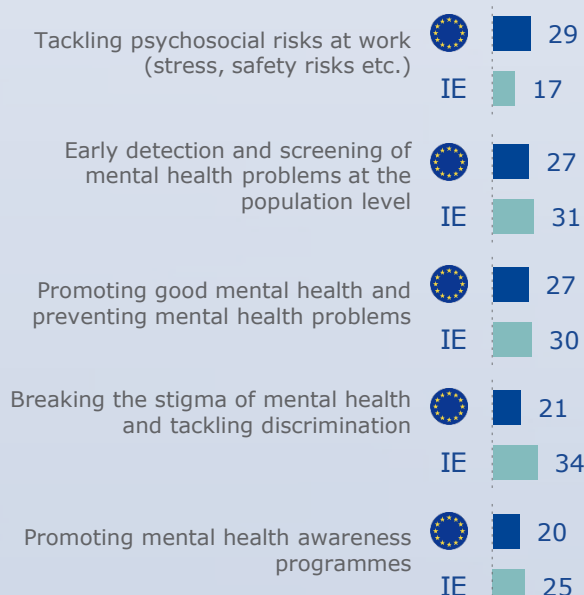 Tackling psychosocial risks at work
(stress, safety risks etc.)
29
IE 17
Early detection and screening of
mental health problems at the
population level
27
IE 31
Promoting good mental health and
preventing mental health problems
27
IE 30
Breaking the stigma of mental health
and tackling discrimination
21
IE 34
Promoting mental health awareness
programmes
20
IE 25